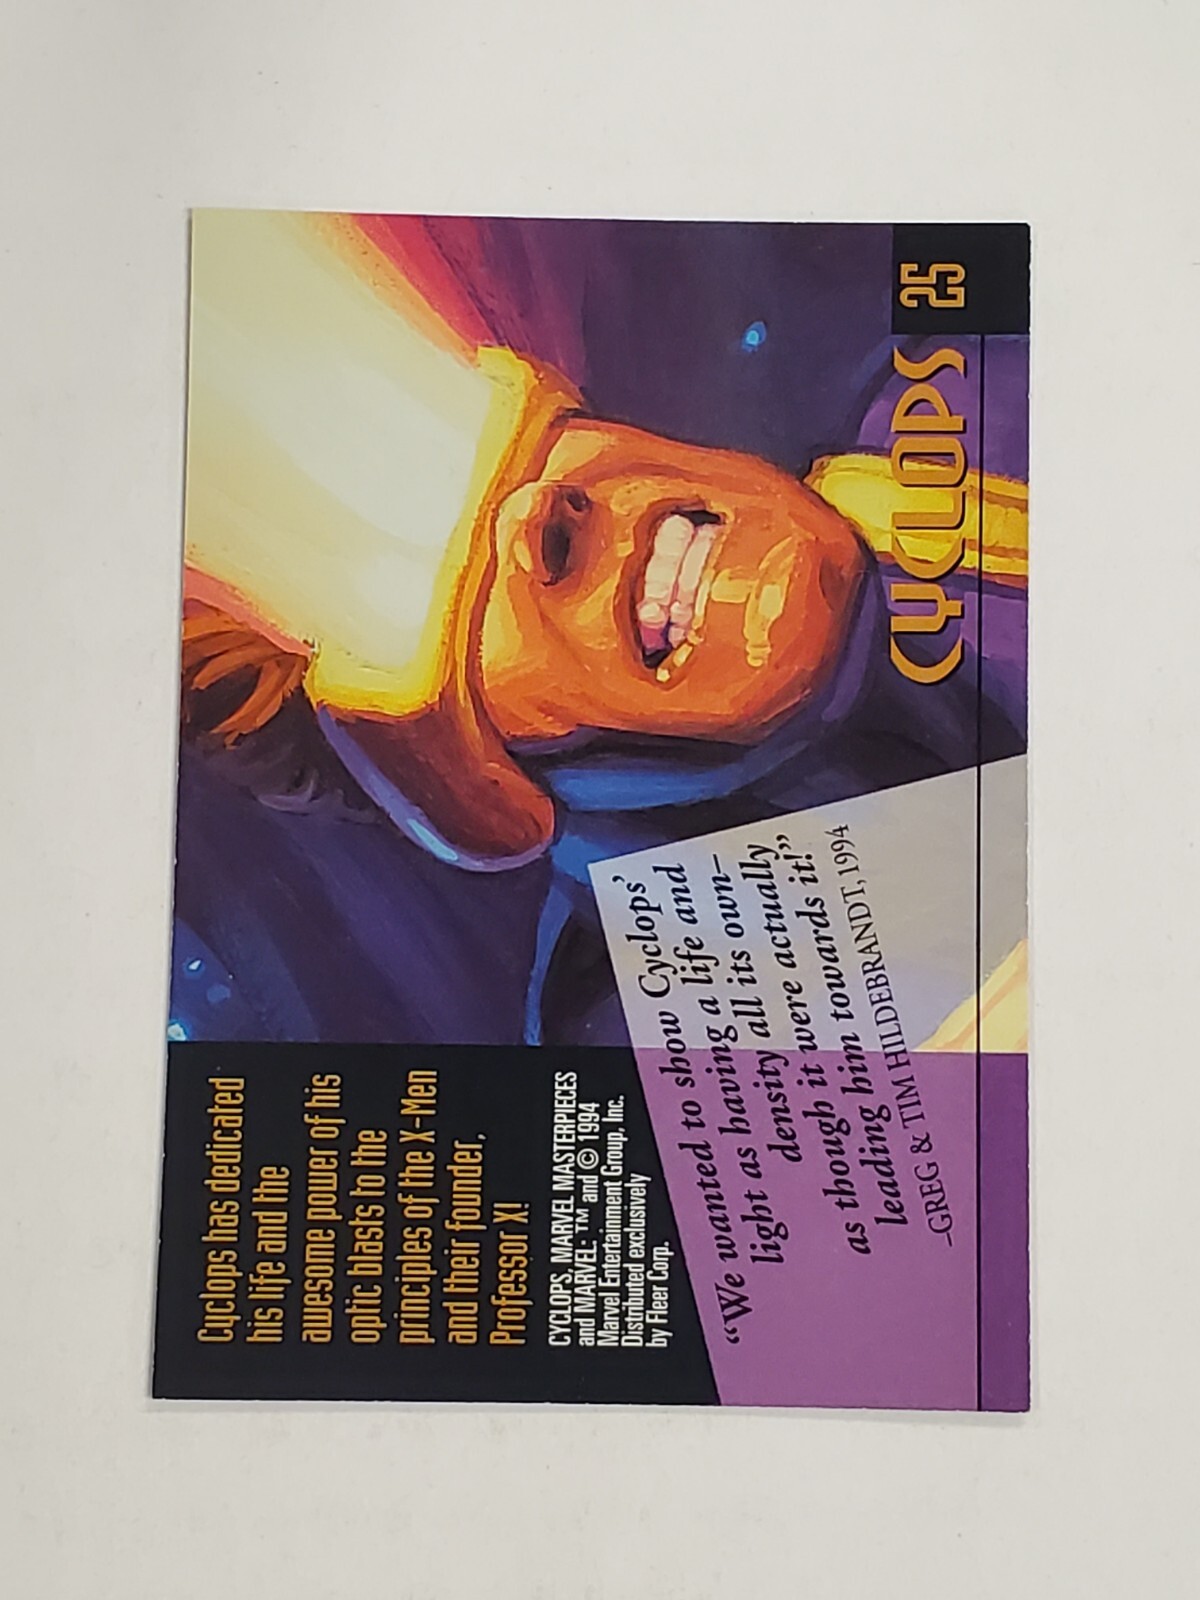 Cyclops has dedicated
his life and the
awesome power of his
optic blasts to the
principles of the X-Men
and their founder,
Professor X!
CYCLOPS, MARVEL MASTERPIECES
and MARVEL: ™ and © 1994
Marvel Entertainment Group, Inc.
Distributed exclusively
by Fleer Corp.
“We wanted to show Cyclops’
light as having a life and
density all its own–
as though it were actually
leading him towards it!”
–GREG & TIM HILDEBRANDT, 1994
CYCLOPS
25